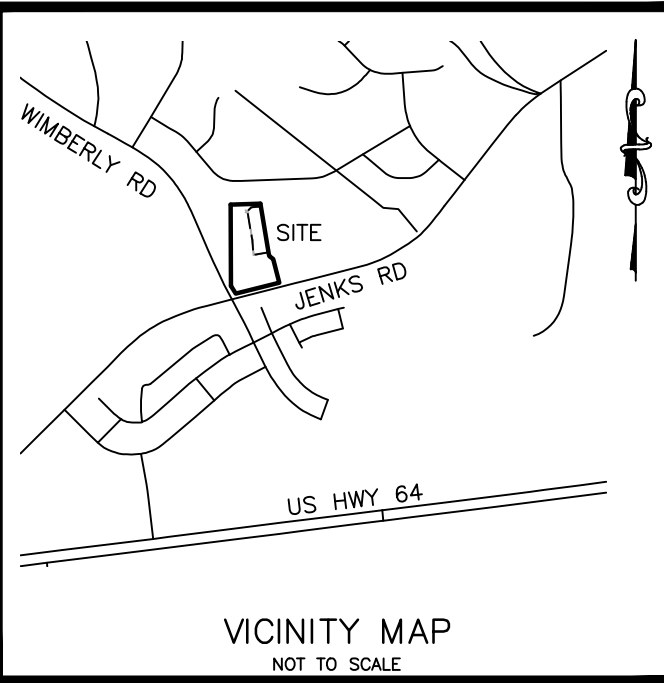 WIMBERLY RD
SITE
JENKS RD
US HWY 64
VICINITY MAP
NOT TO SCALE